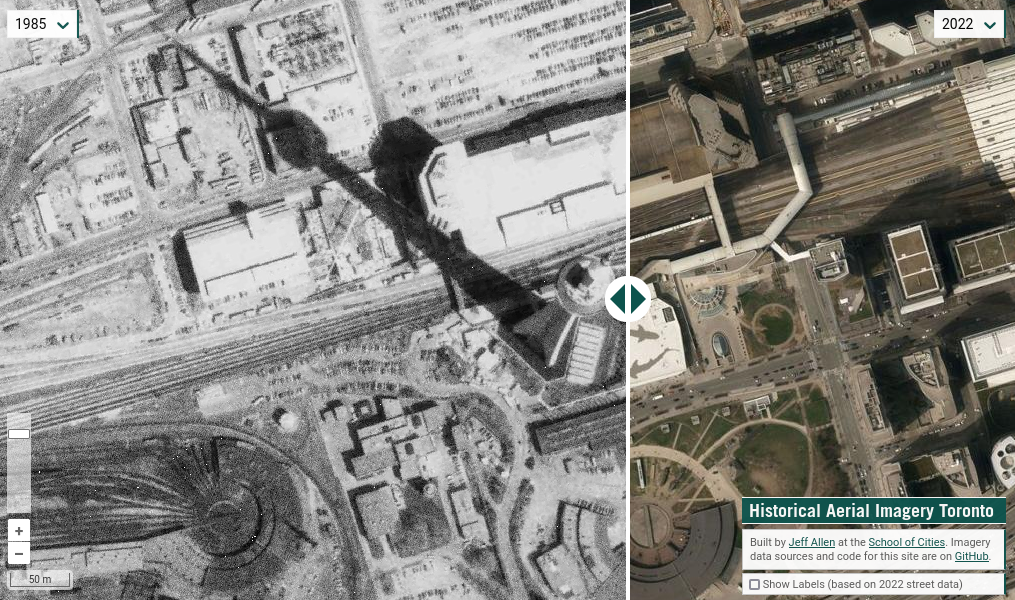 1985
2022
+
−
50 m
Historical Aerial Imagery Toronto
Built by Jeff Allen at the School of Cities. Imagery
data sources and code for this site are on GitHub.
Show Labels (based on 2022 street data)